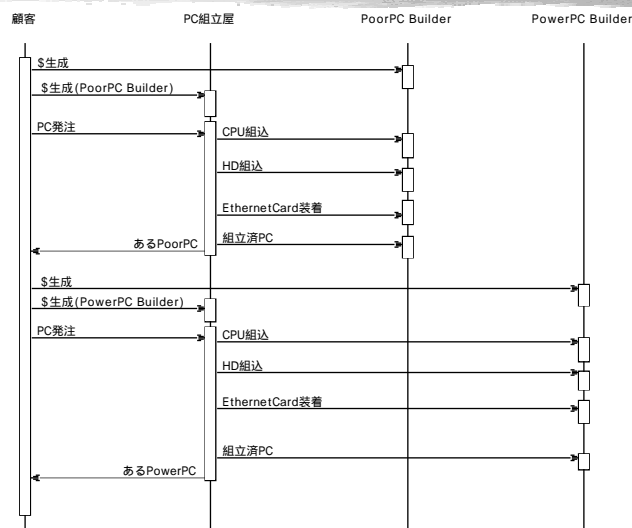 顧客 PC組立屋 PoorPC Builder PowerPC Builder
$生成
$生成(PoorPC Builder)
PC発注 CPU組込
HD組込
EthernetCard装着
あるPoorPC 組立済PC
$生成
$生成(PowerPC Builder)
PC発注 CPU組込
HD組込
EthernetCard装着
組立済PC
あるPowerPC